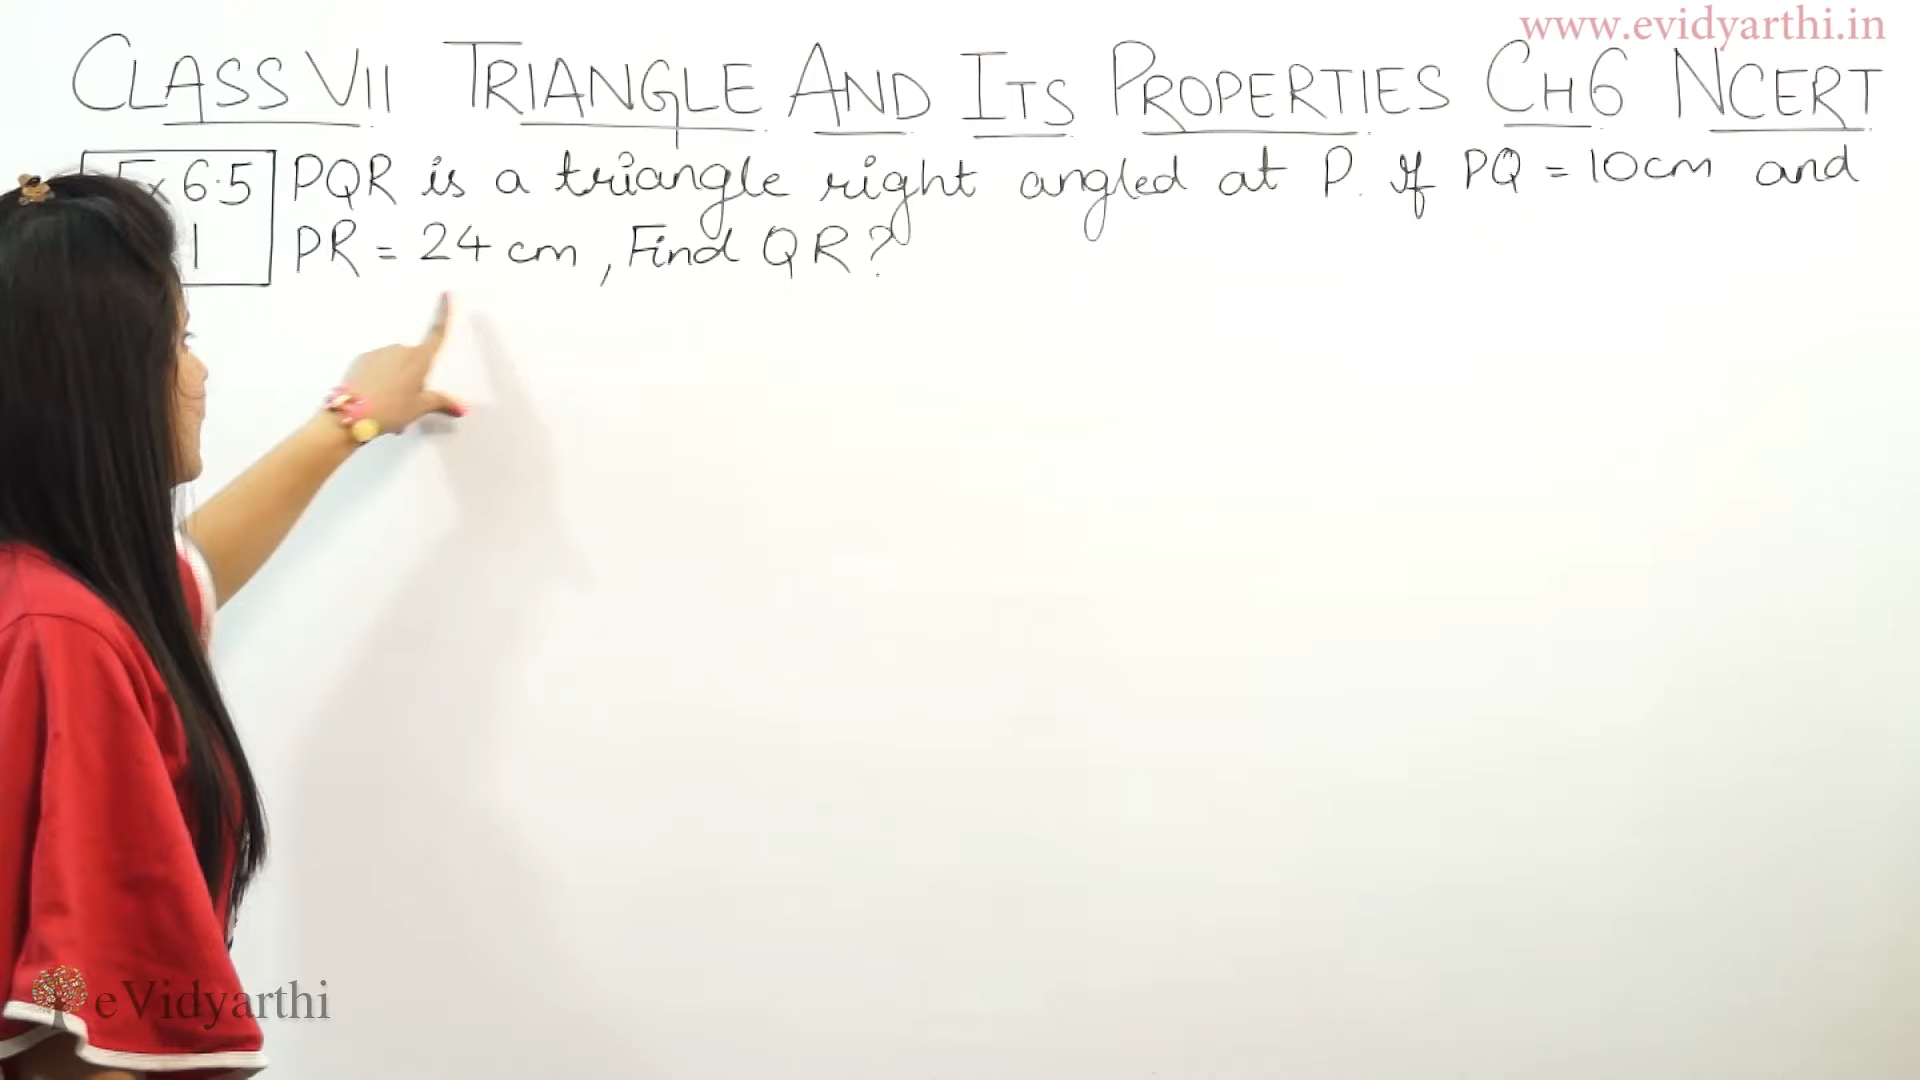 www.evidyarthi.in
CLASS VII TRIANGLE AND ITS PROPERTIES CH6 NCERT
6.5 PQR is a triangle right angled at P. If PQ = 10cm and
1 PR = 24 cm, Find QR?
eVidyarthi